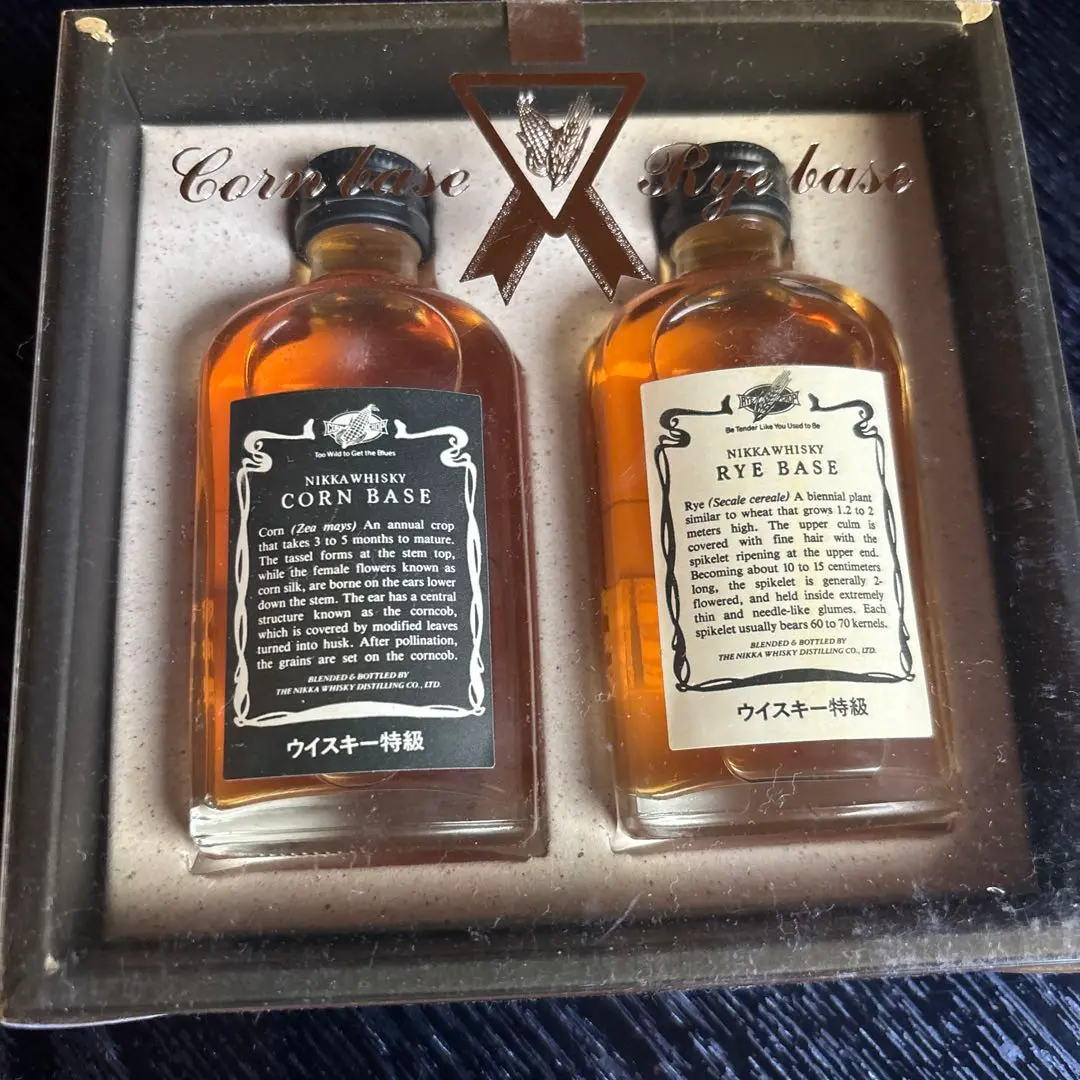 Corn base
Rye base
Too Wild to Get the Blues
NIKKA WHISKY
CORN BASE
Corn (Zea mays) An annual crop
that takes 3 to 5 months to mature.
The tassel forms at the stem top,
while the female flowers known as
corn silk, are borne on the ears lower
down the stem. The ear has a central
structure known as the corncob,
which is covered by modified leaves
turned into husk. After pollination,
the grains are set on the corncob.
BLENDED & BOTTLED BY
THE NIKKA WHISKY DISTILLING CO., LTD.
ウイスキー特級
Be Tender Like You Used to Be
NIKKA WHISKY
RYE BASE
Rye (Secale cereale) A biennial plant
similar to wheat that grows 1.2 to 2
meters high. The upper culm is
covered with fine hair with the
spikelet ripening at the upper end.
Becoming about 10 to 15 centimeters
long, the spikelet is generally 2-
flowered, and held inside extremely
thin and needle-like glumes. Each
spikelet usually bears 60 to 70 kernels.
BLENDED & BOTTLED BY
THE NIKKA WHISKY DISTILLING CO., LTD.
ウイスキー特級